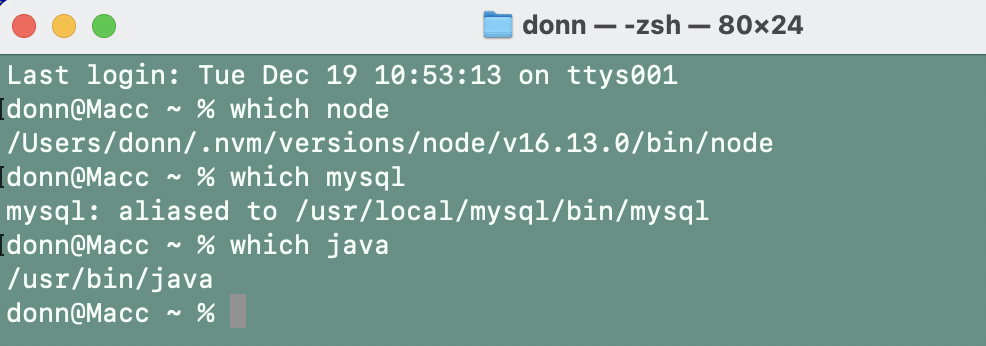 donn — -zsh — 80×24
Last login: Tue Dec 19 10:53:13 on ttys001
donn@Macc ~ % which node
/Users/donn/.nvm/versions/node/v16.13.0/bin/node
donn@Macc ~ % which mysql
mysql: aliased to /usr/local/mysql/bin/mysql
donn@Macc ~ % which java
/usr/bin/java
donn@Macc ~ %